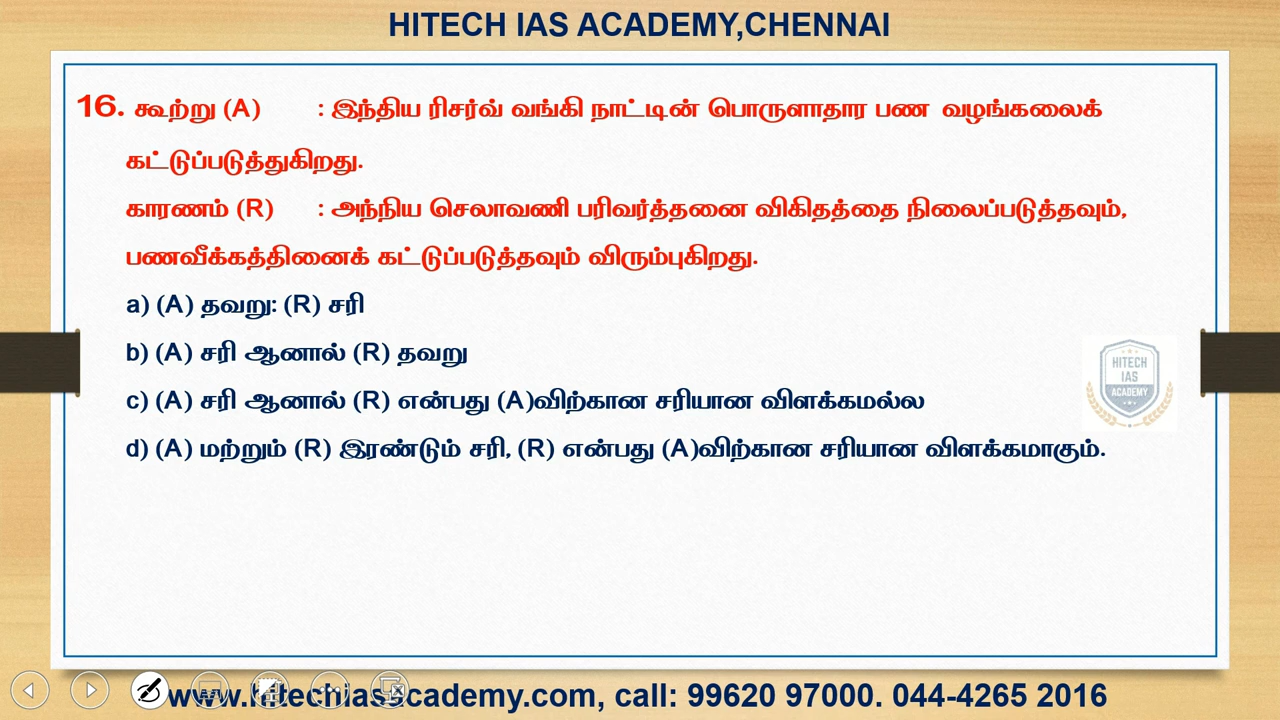 HITECH IAS ACADEMY,CHENNAI
16. கூற்று (A) : இந்திய ரிசர்வ் வங்கி நாட்டின் பொருளாதார பண வழங்கலைக்
கட்டுப்படுத்துகிறது.
காரணம் (R) : அந்நிய செலாவணி பரிவர்த்தனை விகிதத்தை நிலைப்படுத்தவும்,
பணவீக்கத்தினைக் கட்டுப்படுத்தவும் விரும்புகிறது.
a) (A) தவறு: (R) சரி
b) (A) சரி ஆனால் (R) தவறு
HITECH
IAS
ACADEMY
c) (A) சரி ஆனால் (R) என்பது (A)விற்கான சரியான விளக்கமல்ல
d) (A) மற்றும் (R) இரண்டும் சரி, (R) என்பது (A)விற்கான சரியான விளக்கமாகும்.
www.hitechiasacademy.com, call: 99620 97000. 044-4265 2016